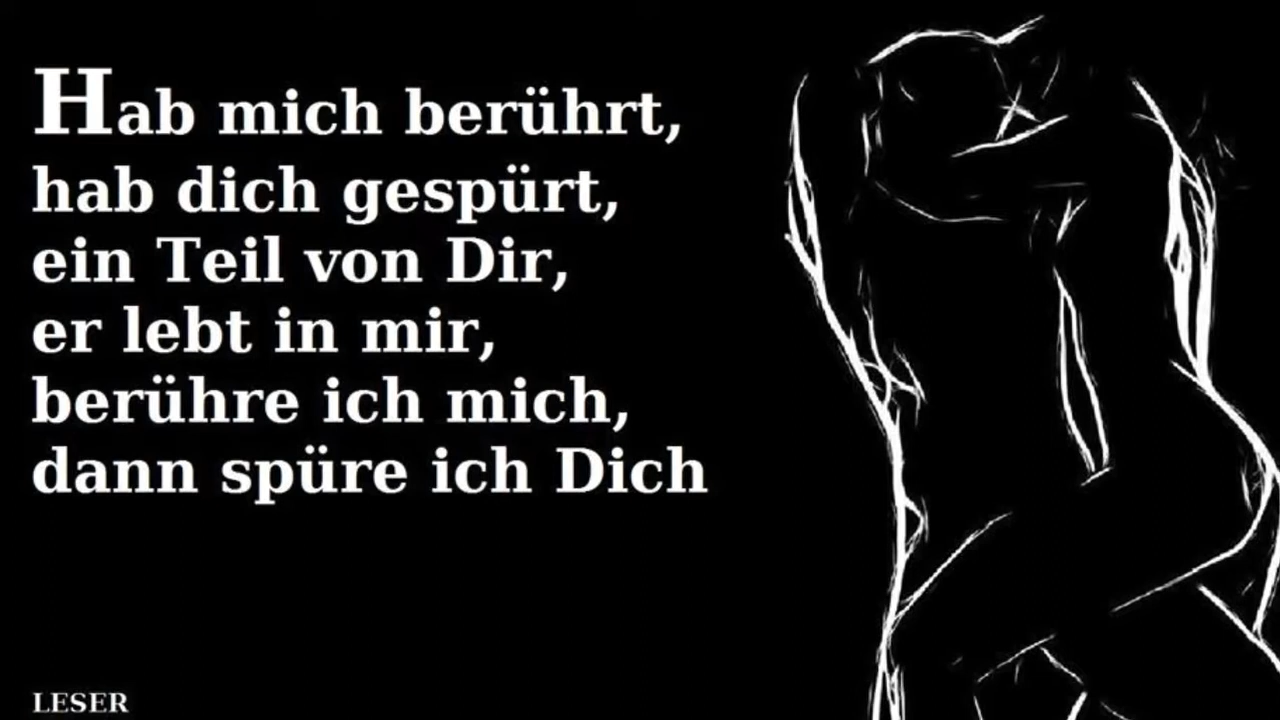 Hab mich berührt,
hab dich gespürt,
ein Teil von Dir,
er lebt in mir,
berühre ich mich,
dann spüre ich Dich
LESER